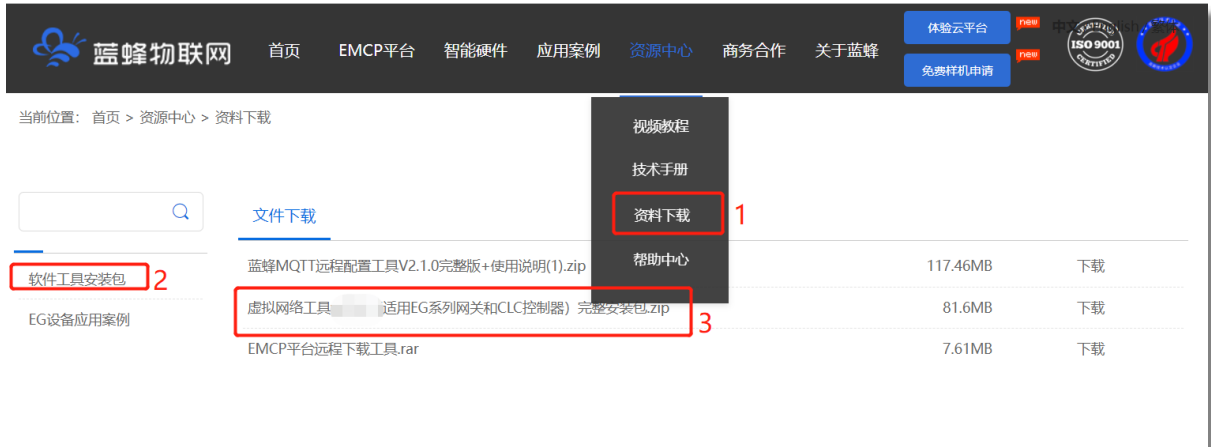 蓝蜂物联网
首页 EMCP平台 智能硬件 应用案例 资源中心 商务合作 关于蓝蜂
体验云平台 new
免费样机申请 new
中文
ISO 9001
CERTIFIED
当前位置: 首页 > 资源中心 > 资料下载
视频教程
技术手册
资料下载 1
帮助中心
文件下载
软件工具安装包 2
EG设备应用案例
蓝蜂MQTT远程配置工具V2.1.0完整版+使用说明(1).zip 117.46MB 下载
虚拟网络工具 适用EG系列网关和CLC控制器）完整安装包.zip 3 81.6MB 下载
EMCP平台远程下载工具.rar 7.61MB 下载